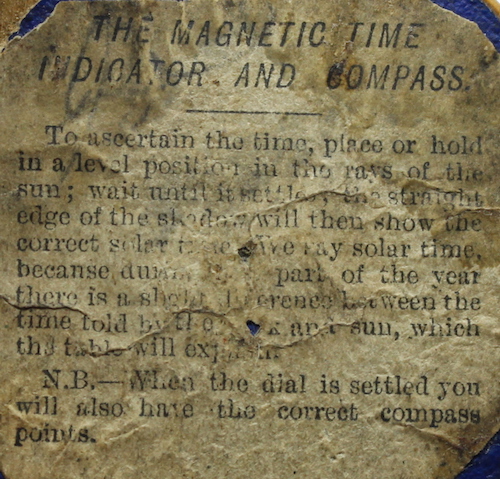 THE MAGNETIC TIME
INDICATOR AND COMPASS.
To ascertain the time, place or hold
in a level position in the rays of the
sun; wait until it settles, the straight
edge of the shadow will then show the
correct solar time. We say solar time,
because during part of the year
there is a slight difference between the
time told by the and sun, which
the table will explain.
N.B.—When the dial is settled you
will also have the correct compass
points.